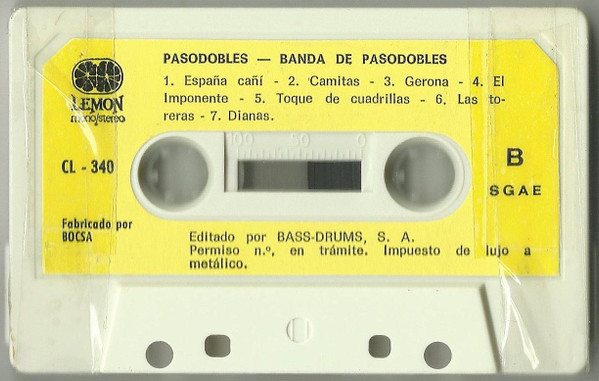 PASODOBLES — BANDA DE PASODOBLES
1. España cañí - 2. Camitas - 3. Gerona - 4. El
Imponente - 5. Toque de cuadrillas - 6. Las to-
reras - 7. Dianas.
LEMON
mono/stereo
100 50 0
CL - 340
B
SGAE
Fabricado por
BOCSA
Editado por BASS-DRUMS, S. A.
Permiso n.º, en trámite. Impuesto de lujo a
metálico.